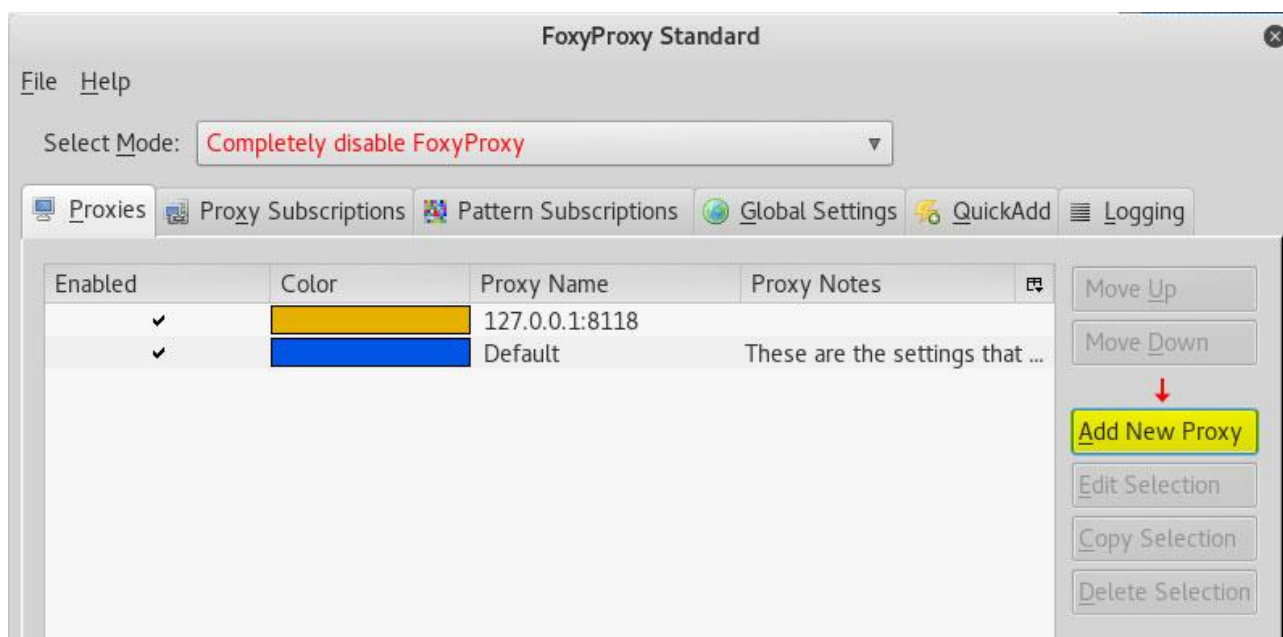 FoxyProxy Standard
File Help
Select Mode: Completely disable FoxyProxy
Proxies Proxy Subscriptions Pattern Subscriptions Global Settings QuickAdd Logging
Enabled Color Proxy Name Proxy Notes
127.0.0.1:8118
Default These are the settings that ...
Move Up
Move Down
Add New Proxy
Edit Selection
Copy Selection
Delete Selection